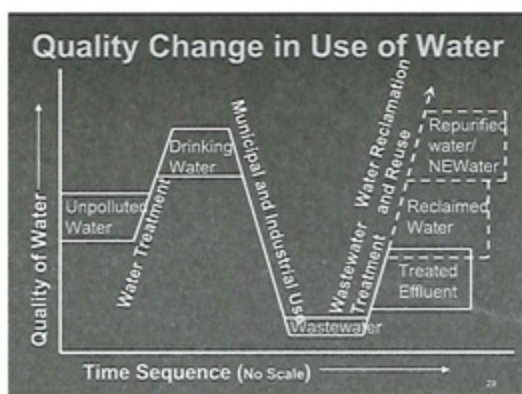 Quality Change in Use of Water
Quality of Water
Unpolluted
Water
Water Treatment
Drinking
Water
Municipal and Industrial Use
Wastewater
Wastewater
Treatment
Water Reclamation
and Reuse
Repurified
water/
NEWater
Reclaimed
Water
Treated
Effluent
Time Sequence (No Scale)